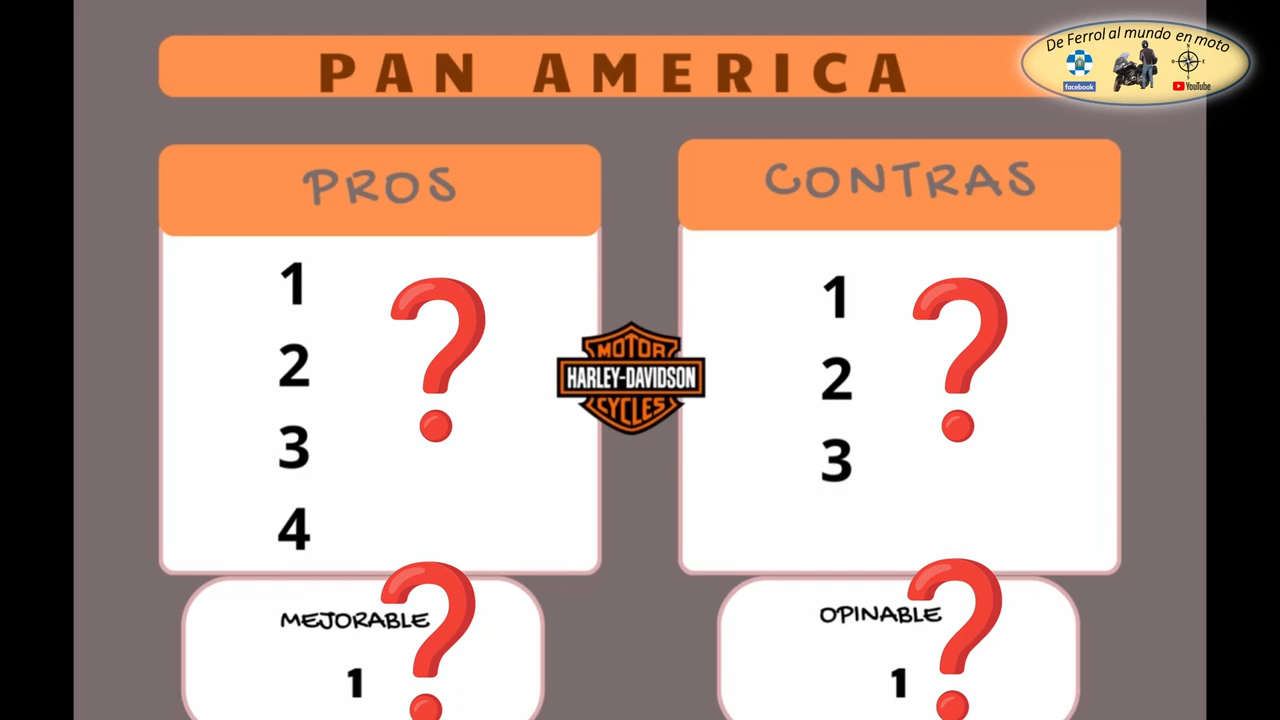 De Ferrol al mundo en moto
facebook
YouTube
PAN AMERICA
PROS
CONTRAS
1
2
3
4
1
2
3
MOTOR
HARLEY-DAVIDSON
CYCLES
MEJORABLE
1
OPINABLE
1